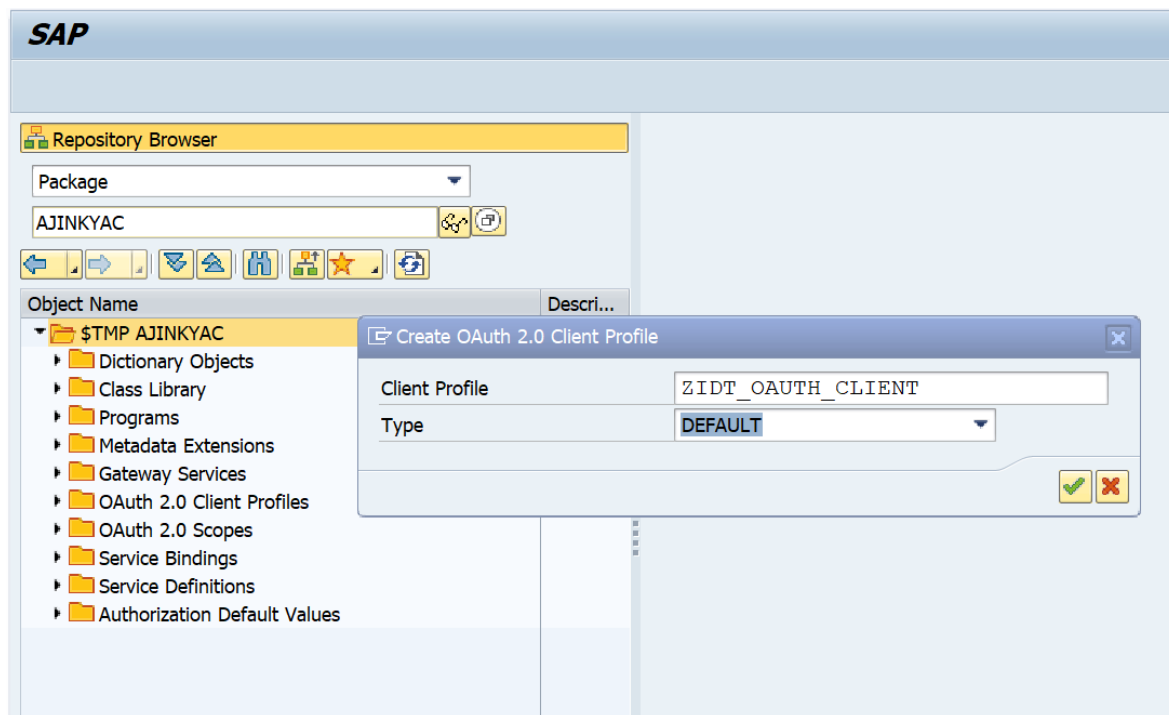 SAP
Repository Browser
Package
AJINKYAC
Object Name Descri...
$TMP AJINKYAC
Dictionary Objects
Class Library
Programs
Metadata Extensions
Gateway Services
OAuth 2.0 Client Profiles
OAuth 2.0 Scopes
Service Bindings
Service Definitions
Authorization Default Values
Create OAuth 2.0 Client Profile
Client Profile ZIDT_OAUTH_CLIENT
Type DEFAULT